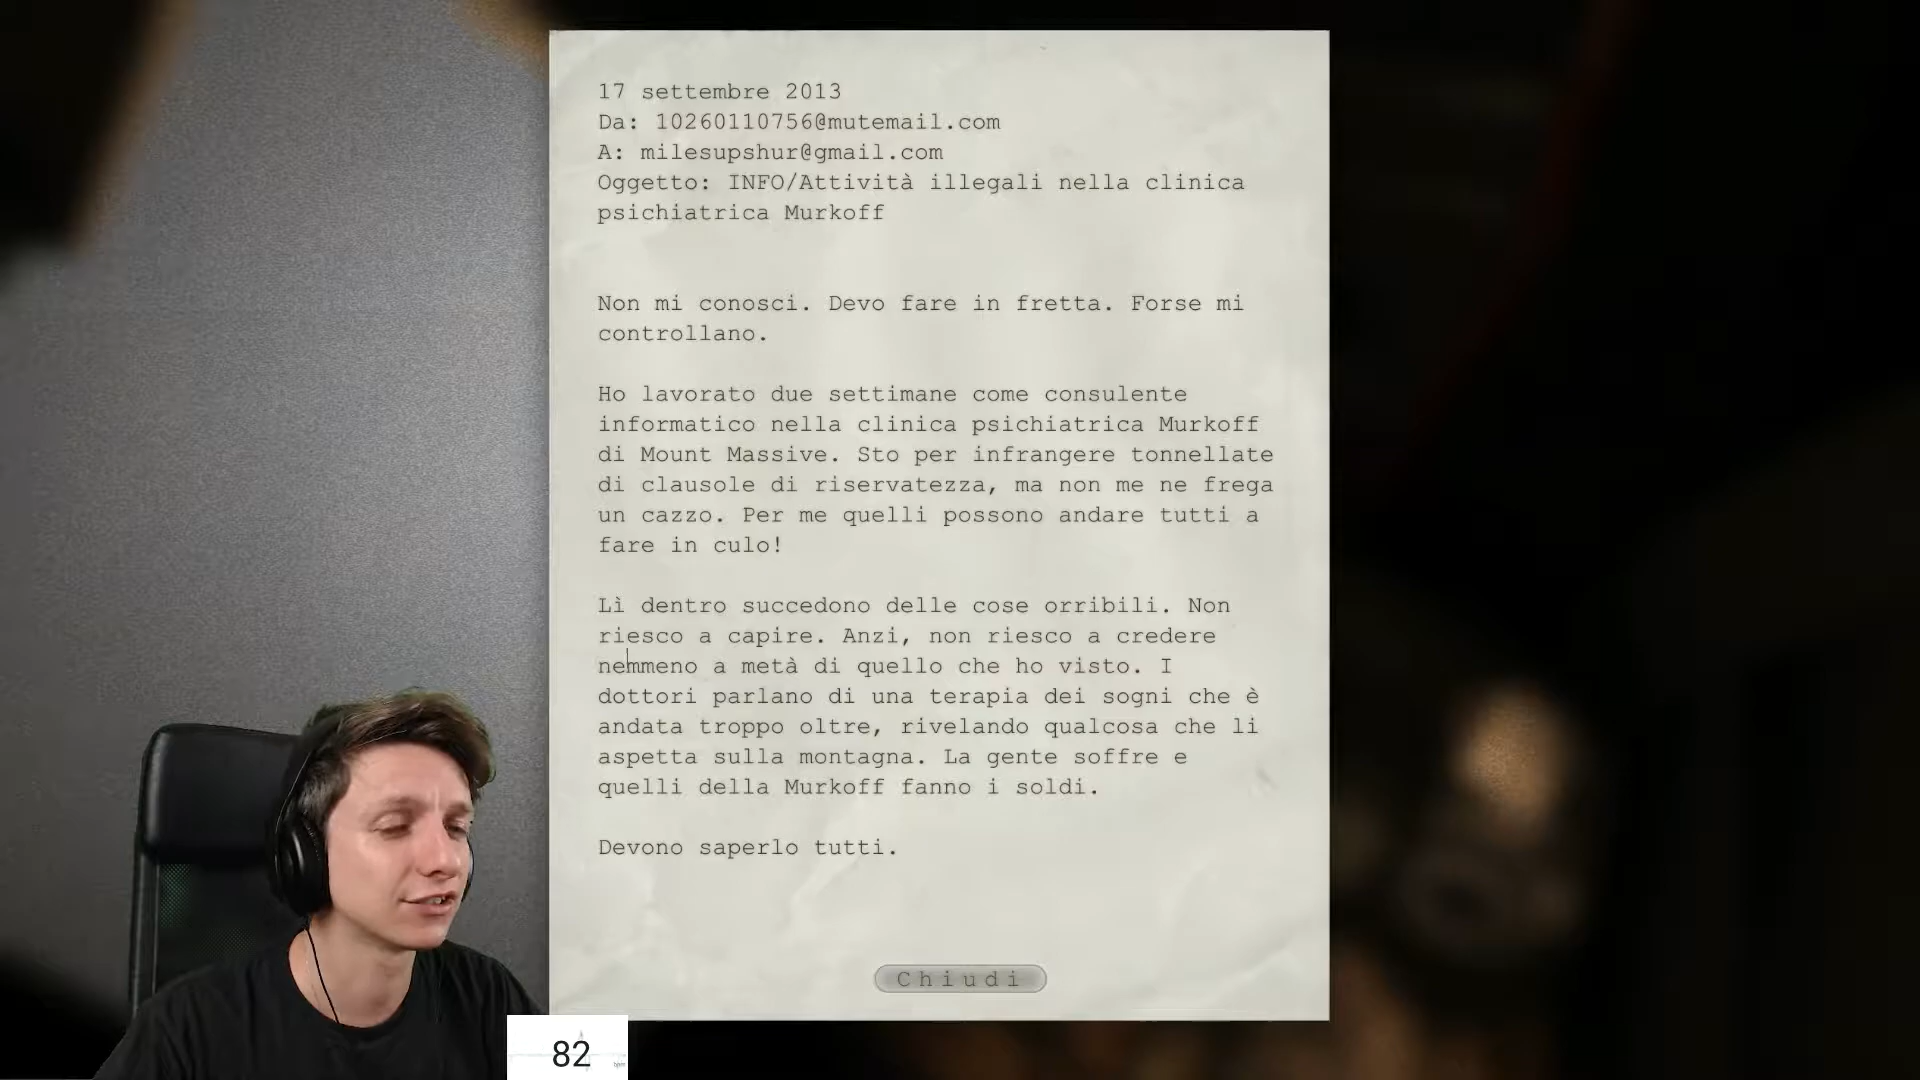 17 settembre 2013
Da: 10260110756@mutemail.com
A: milesupshur@gmail.com
Oggetto: INFO/Attività illegali nella clinica
psichiatrica Murkoff
Non mi conosci. Devo fare in fretta. Forse mi
controllano.
Ho lavorato due settimane come consulente
informatico nella clinica psichiatrica Murkoff
di Mount Massive. Sto per infrangere tonnellate
di clausole di riservatezza, ma non me ne frega
un cazzo. Per me quelli possono andare tutti a
fare in culo!
Lì dentro succedono delle cose orribili. Non
riesco a capire. Anzi, non riesco a credere
nemmeno a metà di quello che ho visto. I
dottori parlano di una terapia dei sogni che è
andata troppo oltre, rivelando qualcosa che li
aspetta sulla montagna. La gente soffre e
quelli della Murkoff fanno i soldi.
Devono saperlo tutti.
Chiudi
82
bpm